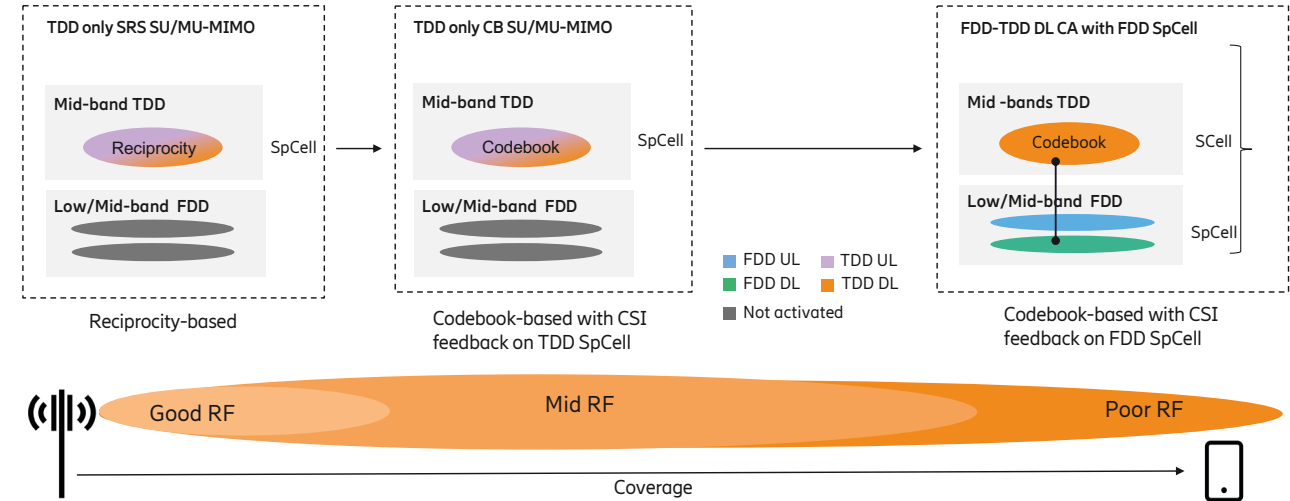 TDD only SRS SU/MU-MIMO
Mid-band TDD
Reciprocity
SpCell
Low/Mid-band FDD
Reciprocity-based
TDD only CB SU/MU-MIMO
Mid-band TDD
Codebook
SpCell
Low/Mid-band FDD
Codebook-based with CSI
feedback on TDD SpCell
FDD UL
TDD UL
FDD DL
TDD DL
Not activated
FDD-TDD DL CA with FDD SpCell
Mid -bands TDD
Codebook
SCell
Low/Mid-band FDD
SpCell
Codebook-based with CSI
feedback on FDD SpCell
Good RF
Mid RF
Poor RF
Coverage